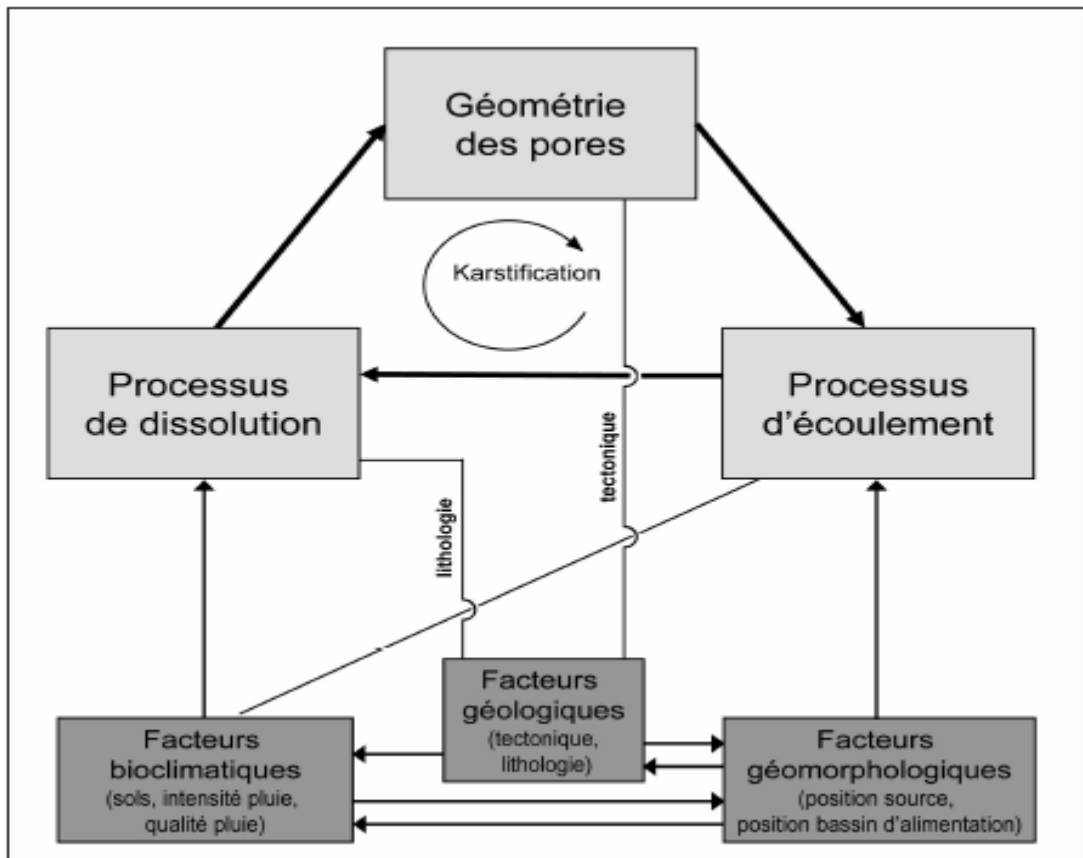 Géométrie
des pores
Karstification
Processus
de dissolution
Processus
d'écoulement
tectonique
lithologie
Facteurs
géologiques
(tectonique,
lithologie)
Facteurs
bioclimatiques
(sols, intensité pluie,
qualité pluie)
Facteurs
géomorphologiques
(position source,
position bassin d'alimentation)